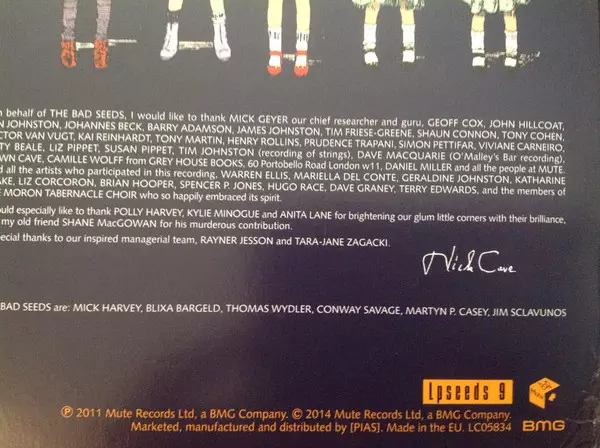 n behalf of THE BAD SEEDS, I would like to thank MICK GEYER our chief researcher and guru, GEOFF COX, JOHN HILLCOAT,
N JOHNSTON, JOHANNES BECK, BARRY ADAMSON, JAMES JOHNSTON, TIM FRIESE-GREENE, SHAUN CONNON, TONY COHEN,
CTOR VAN VUGT, KAI REINHARDT, TONY MARTIN, HENRY ROLLINS, PRUDENCE TRAPANI, SIMON PETTIFAR, VIVIANE CARNEIRO,
TY BEALE, LIZ PIPPET, SUSAN PIPPET, TIM JOHNSTON (recording of strings), DAVE MACQUARIE (O'Malley's Bar recording),
WN CAVE, CAMILLE WOLFF from GREY HOUSE BOOKS, 60 Portobello Road London w11, DANIEL MILLER and all the people at MUTE.
d all the artists who participated in this recording, WARREN ELLIS, MARIELLA DEL CONTE, GERALDINE JOHNSTON, KATHARINE
AKE, LIZ CORCORON, BRIAN HOOPER, SPENCER P. JONES, HUGO RACE, DAVE GRANEY, TERRY EDWARDS, and the members of
E MORON TABERNACLE CHOIR who so happily embraced its spirit.
ould especially like to thank POLLY HARVEY, KYLIE MINOGUE and ANITA LANE for brightening our glum little corners with their brilliance,
my old friend SHANE MacGOWAN for his murderous contribution.
ecial thanks to our inspired managerial team, RAYNER JESSON and TARA-JANE ZAGACKI.
Nick Cave
BAD SEEDS are: MICK HARVEY, BLIXA BARGELD, THOMAS WYDLER, CONWAY SAVAGE, MARTYN P. CASEY, JIM SCLAVUNOS
Lpseeds 9
℗ 2011 Mute Records Ltd, a BMG Company. © 2014 Mute Records Ltd, a BMG Company.
Marketed, manufactured and distributed by [PIAS]. Made in the EU. LC05834
BMG